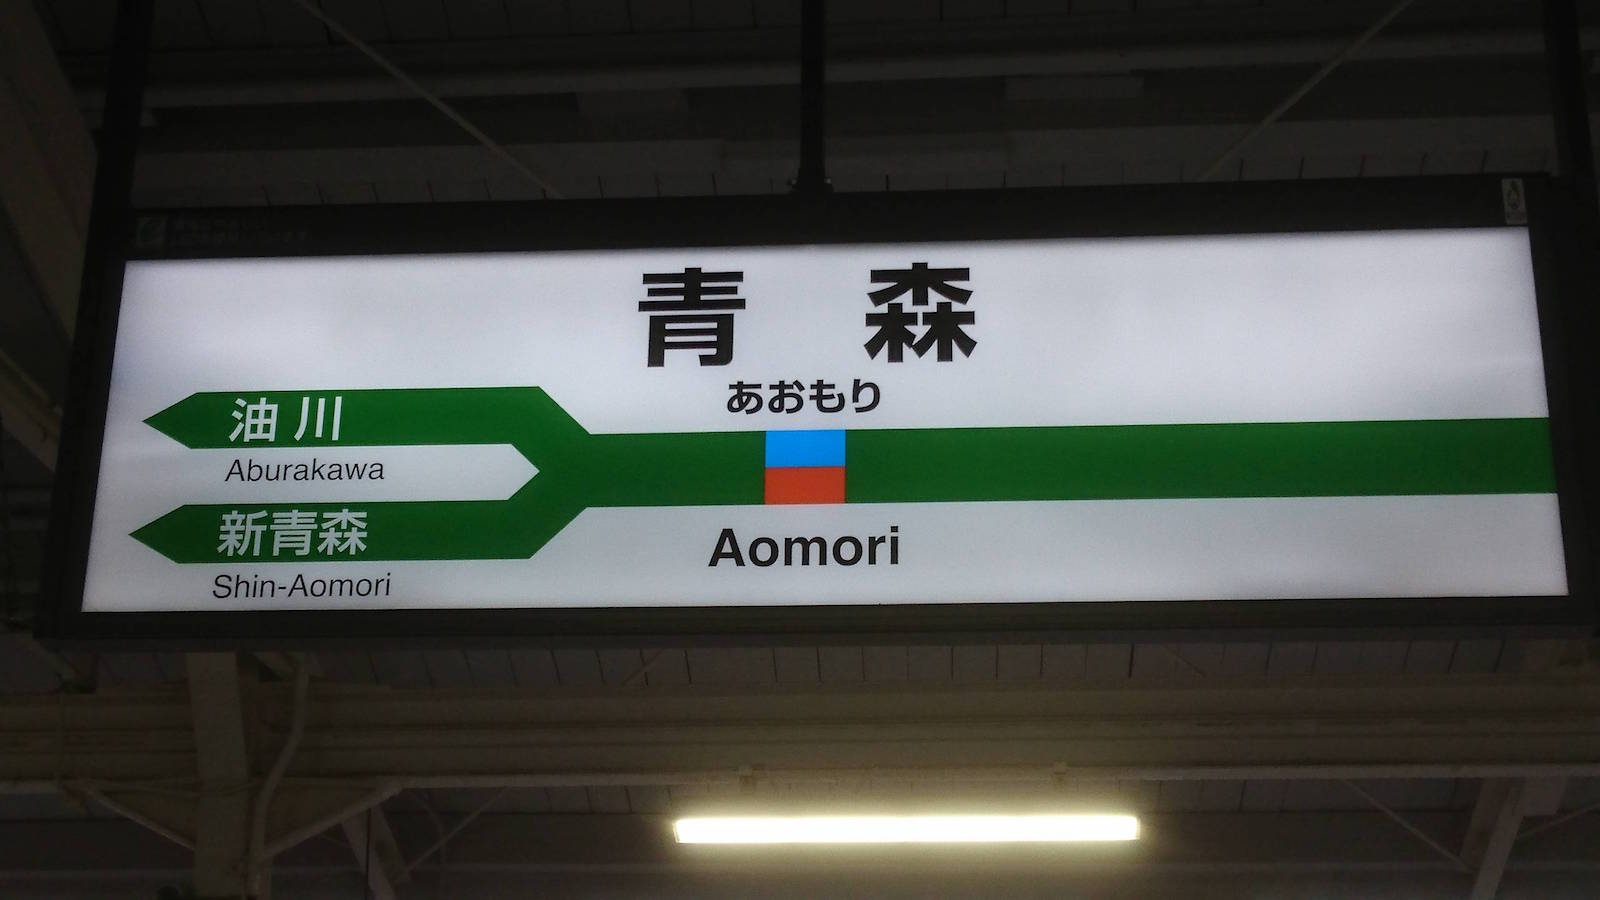 青森
あおもり
油川
Aburakawa
新青森
Shin-Aomori
Aomori